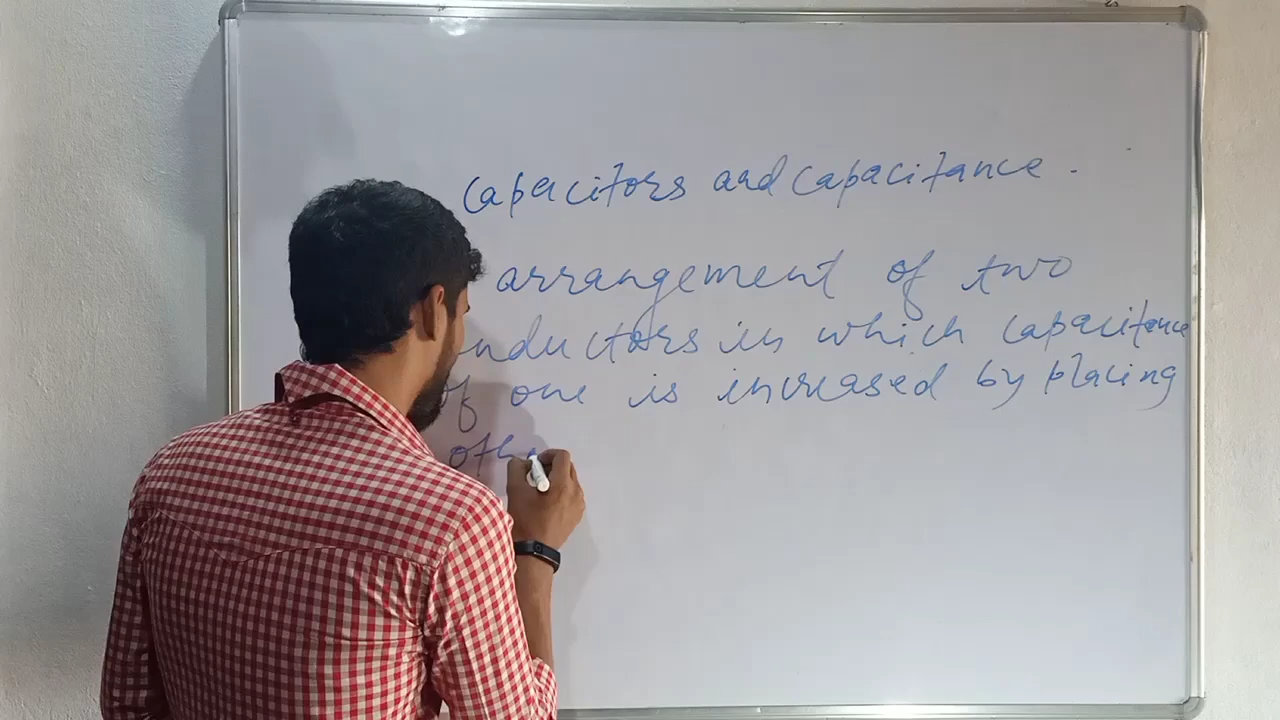 capacitors and capacitance.
arrangement of two
nductors in which capacitance
of one is increased by placing
oth